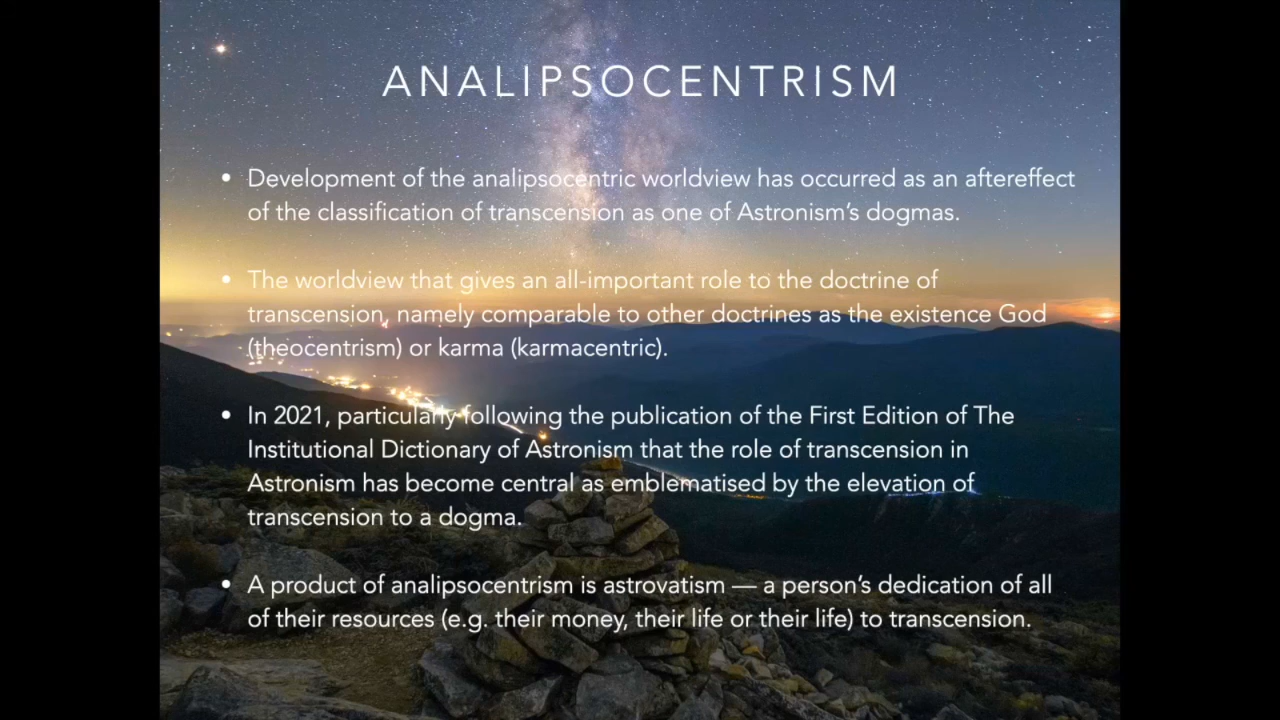 ANALIPSOCENTRISM
• Development of the analipsocentric worldview has occurred as an aftereffect
of the classification of transcension as one of Astronism’s dogmas.
• The worldview that gives an all-important role to the doctrine of
transcension, namely comparable to other doctrines as the existence God
(theocentrism) or karma (karmacentric).
• In 2021, particularly following the publication of the First Edition of The
Institutional Dictionary of Astronism that the role of transcension in
Astronism has become central as emblematised by the elevation of
transcension to a dogma.
• A product of analipsocentrism is astrovatism — a person’s dedication of all
of their resources (e.g. their money, their life or their life) to transcension.